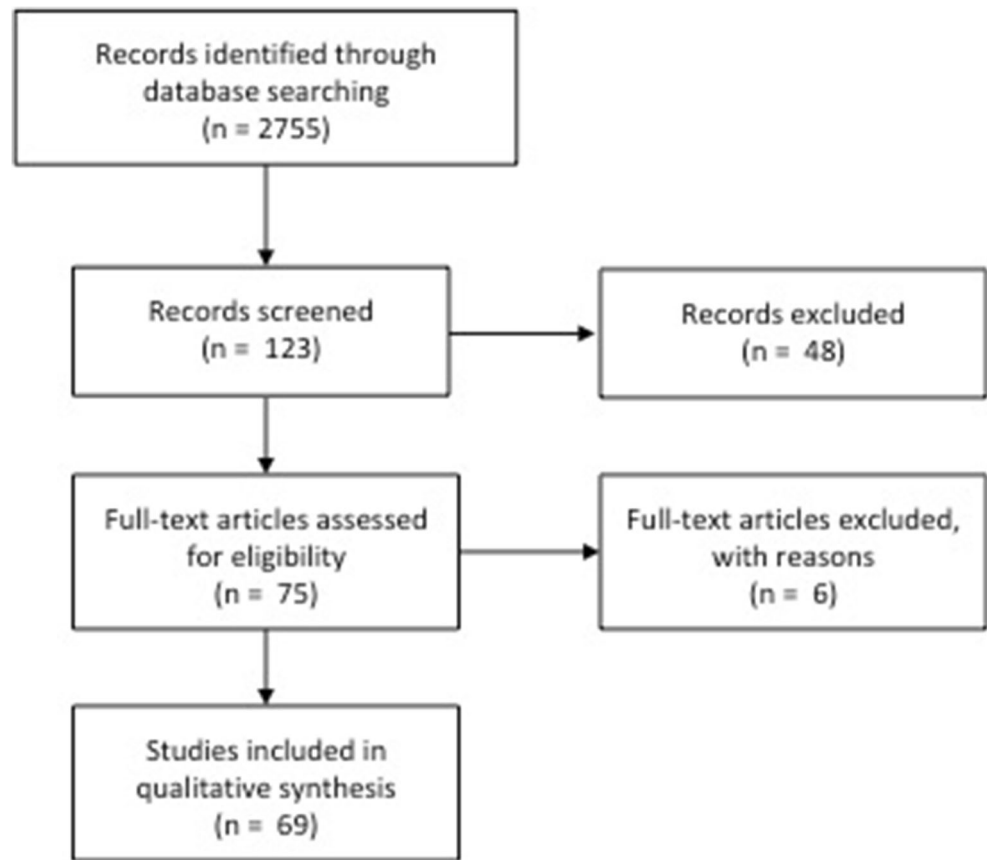 Records identified through
database searching
(n = 2755)
Records screened
(n = 123)
Records excluded
(n = 48)
Full-text articles assessed
for eligibility
(n = 75)
Full-text articles excluded,
with reasons
(n = 6)
Studies included in
qualitative synthesis
(n = 69)